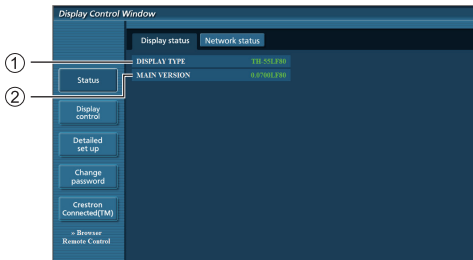 Display Control Window
Display status
Network status
① DISPLAY TYPE TH-55LF80
② MAIN VERSION 0.0700LF80
Status
Display
control
Detailed
set up
Change
password
Crestron
Connected(TM)
» Browser
Remote Control